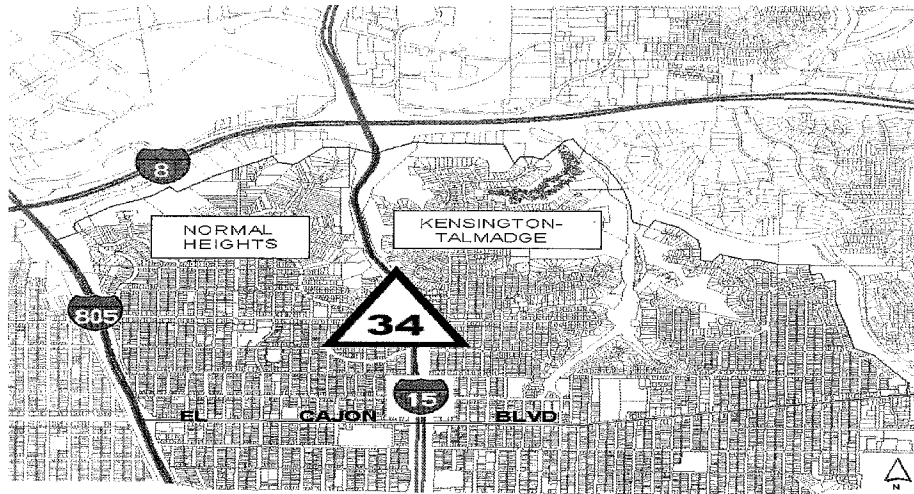 8
NORMAL
HEIGHTS
KENSINGTON-
TALMADGE
805
34
15
EL CAJON BLVD
N